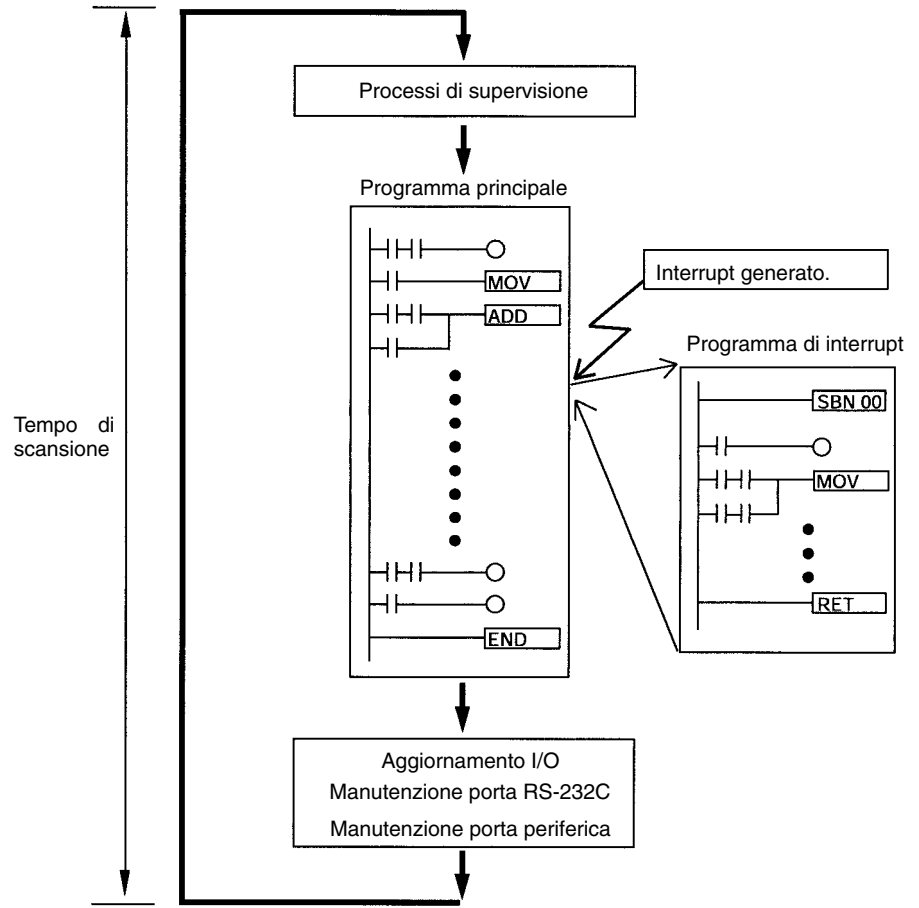 Processi di supervisione
Programma principale
MOV
ADD
END
Interrupt generato.
Programma di interrupt
SBN 00
MOV
RET
Tempo di
scansione
Aggiornamento I/O
Manutenzione porta RS-232C
Manutenzione porta periferica